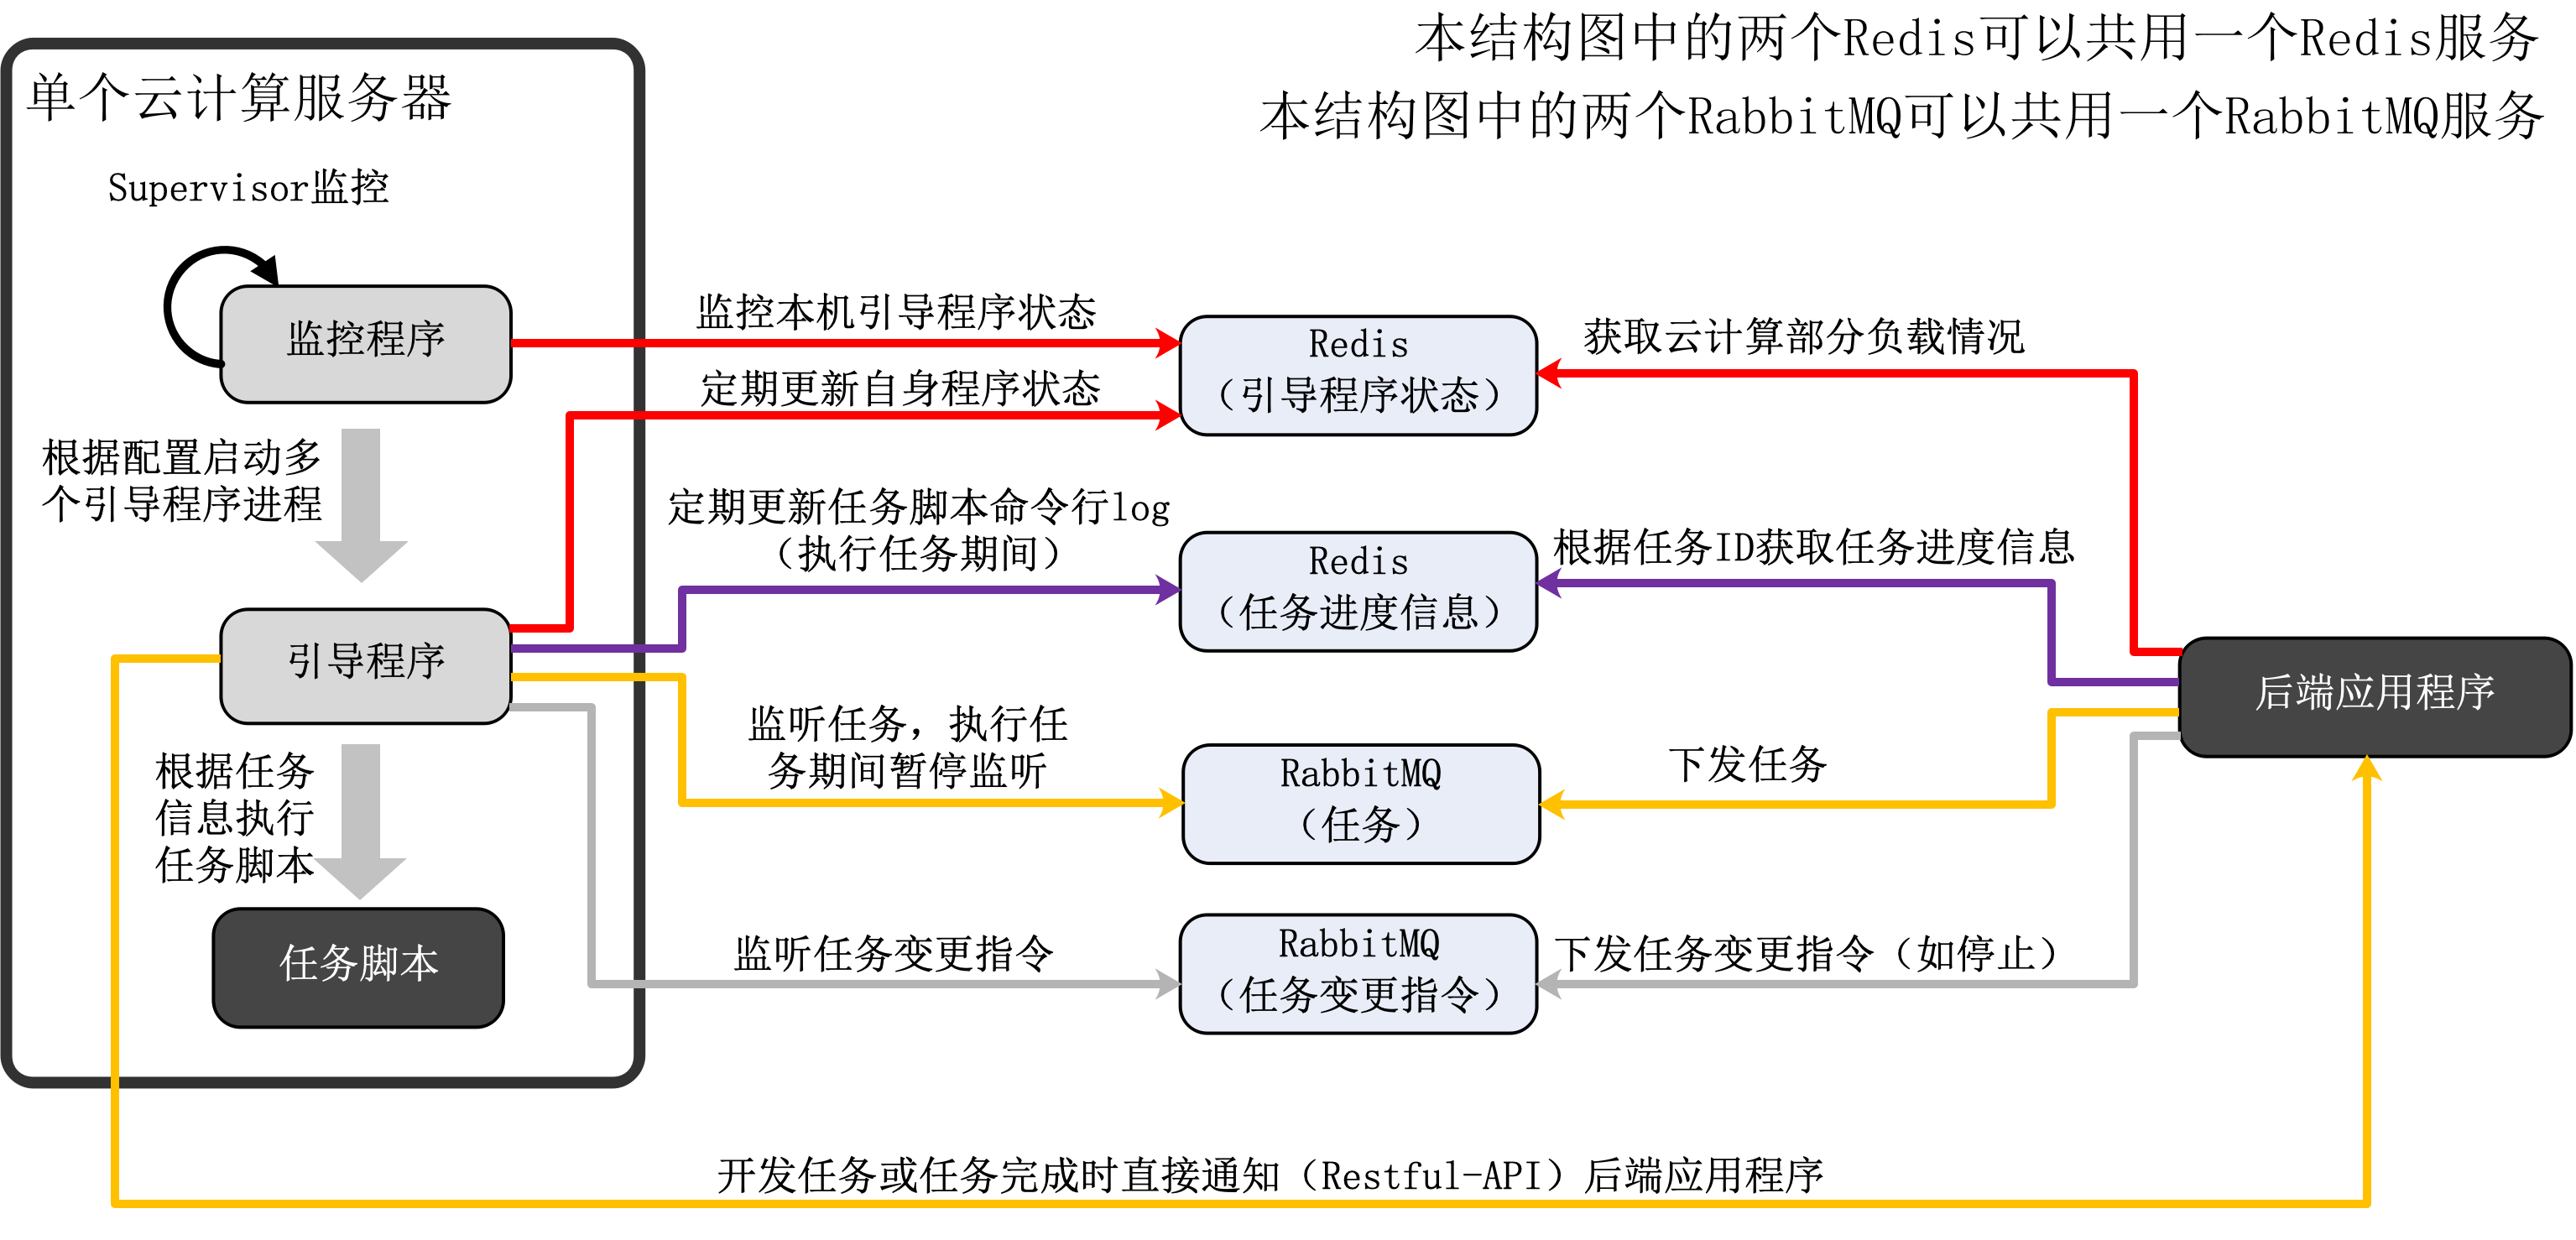 本结构图中的两个Redis可以共用一个Redis服务
本结构图中的两个RabbitMQ可以共用一个RabbitMQ服务
单个云计算服务器
Supervisor监控
监控程序
根据配置启动多
个引导程序进程
引导程序
根据任务
信息执行
任务脚本
任务脚本
监控本机引导程序状态
定期更新自身程序状态
定期更新任务脚本命令行log
（执行任务期间）
监听任务，执行任
务期间暂停监听
监听任务变更指令
Redis
（引导程序状态）
Redis
（任务进度信息）
RabbitMQ
（任务）
RabbitMQ
（任务变更指令）
获取云计算部分负载情况
根据任务ID获取任务进度信息
下发任务
下发任务变更指令（如停止）
后端应用程序
开发任务或任务完成时直接通知（Restful-API）后端应用程序